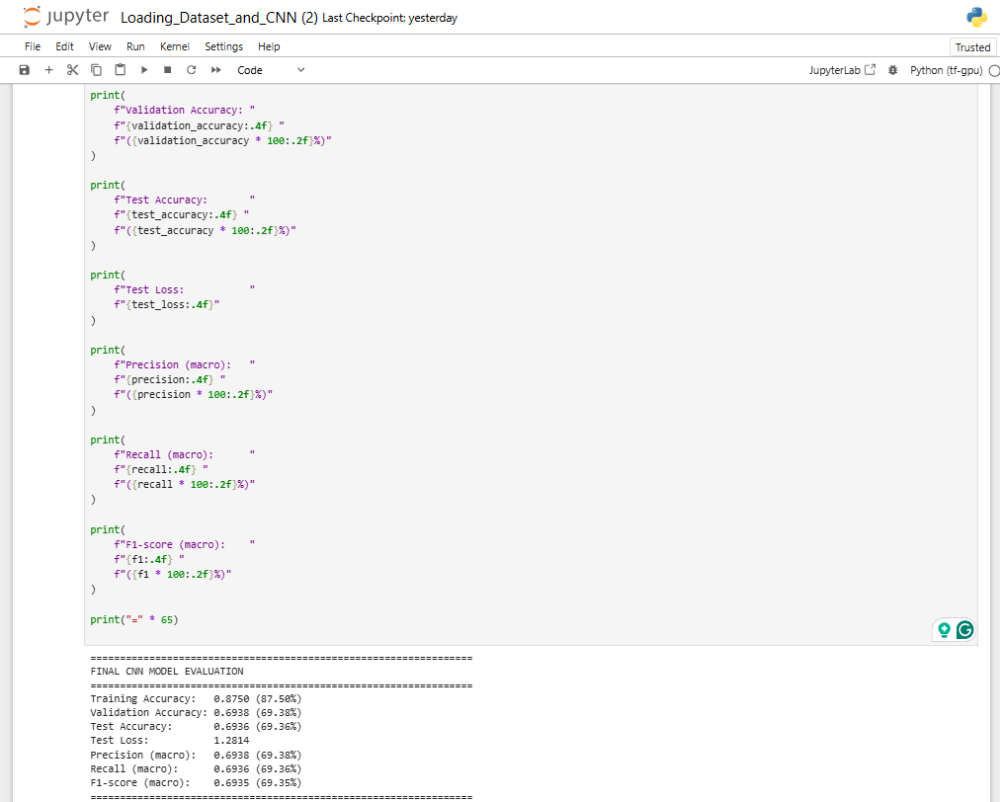 jupyter Loading_Dataset_and_CNN (2) Last Checkpoint: yesterday
File Edit View Run Kernel Settings Help Trusted
Code JupyterLab Python (tf-gpu)
print(
    f"Validation Accuracy: "
    f"{validation_accuracy:.4f} "
    f"({validation_accuracy * 100:.2f}%)"
)
print(
    f"Test Accuracy:       "
    f"{test_accuracy:.4f} "
    f"({test_accuracy * 100:.2f}%)"
)
print(
    f"Test Loss:           "
    f"{test_loss:.4f}"
)
print(
    f"Precision (macro):   "
    f"{precision:.4f} "
    f"({precision * 100:.2f}%)"
)
print(
    f"Recall (macro):      "
    f"{recall:.4f} "
    f"({recall * 100:.2f}%)"
)
print(
    f"F1-score (macro):    "
    f"{f1:.4f} "
    f"({f1 * 100:.2f}%)"
)
print("=" * 65)
=================================================================
FINAL CNN MODEL EVALUATION
=================================================================
Training Accuracy:   0.8750 (87.50%)
Validation Accuracy: 0.6938 (69.38%)
Test Accuracy:       0.6936 (69.36%)
Test Loss:           1.2814
Precision (macro):   0.6938 (69.38%)
Recall (macro):      0.6936 (69.36%)
F1-score (macro):    0.6935 (69.35%)
=================================================================